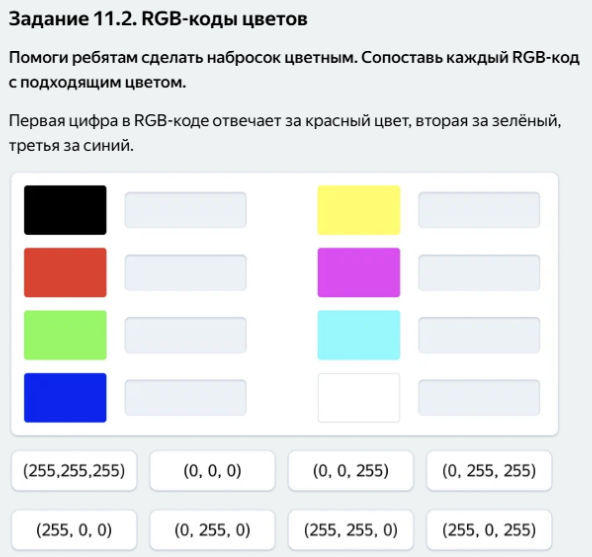 Задание 11.2. RGB-коды цветов
Помоги ребятам сделать набросок цветным. Сопоставь каждый RGB-код
с подходящим цветом.
Первая цифра в RGB-коде отвечает за красный цвет, вторая за зелёный,
третья за синий.
(255,255,255) (0, 0, 0) (0, 0, 255) (0, 255, 255)
(255, 0, 0) (0, 255, 0) (255, 255, 0) (255, 0, 255)